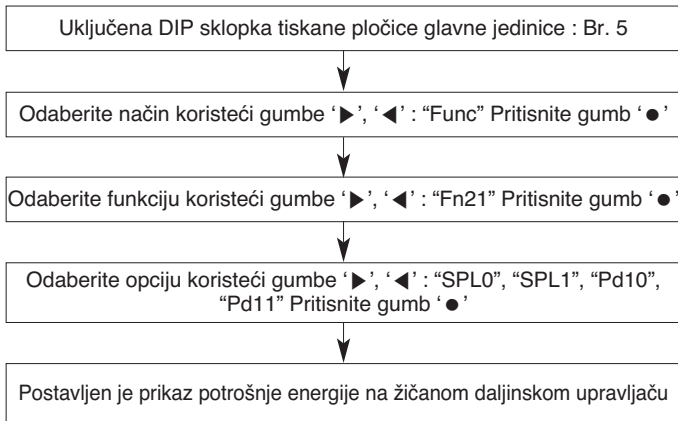 Uključena DIP sklopka tiskane pločice glavne jedinice : Br. 5
Odaberite način koristeći gumbe ‘▶’, ‘◀’ : “Func” Pritisnite gumb ‘●’
Odaberite funkciju koristeći gumbe ‘▶’, ‘◀’ : “Fn21” Pritisnite gumb ‘●’
Odaberite opciju koristeći gumbe ‘▶’, ‘◀’ : “SPL0”, “SPL1”, “Pd10”,
“Pd11” Pritisnite gumb ‘●’
Postavljen je prikaz potrošnje energije na žičanom daljinskom upravljaču